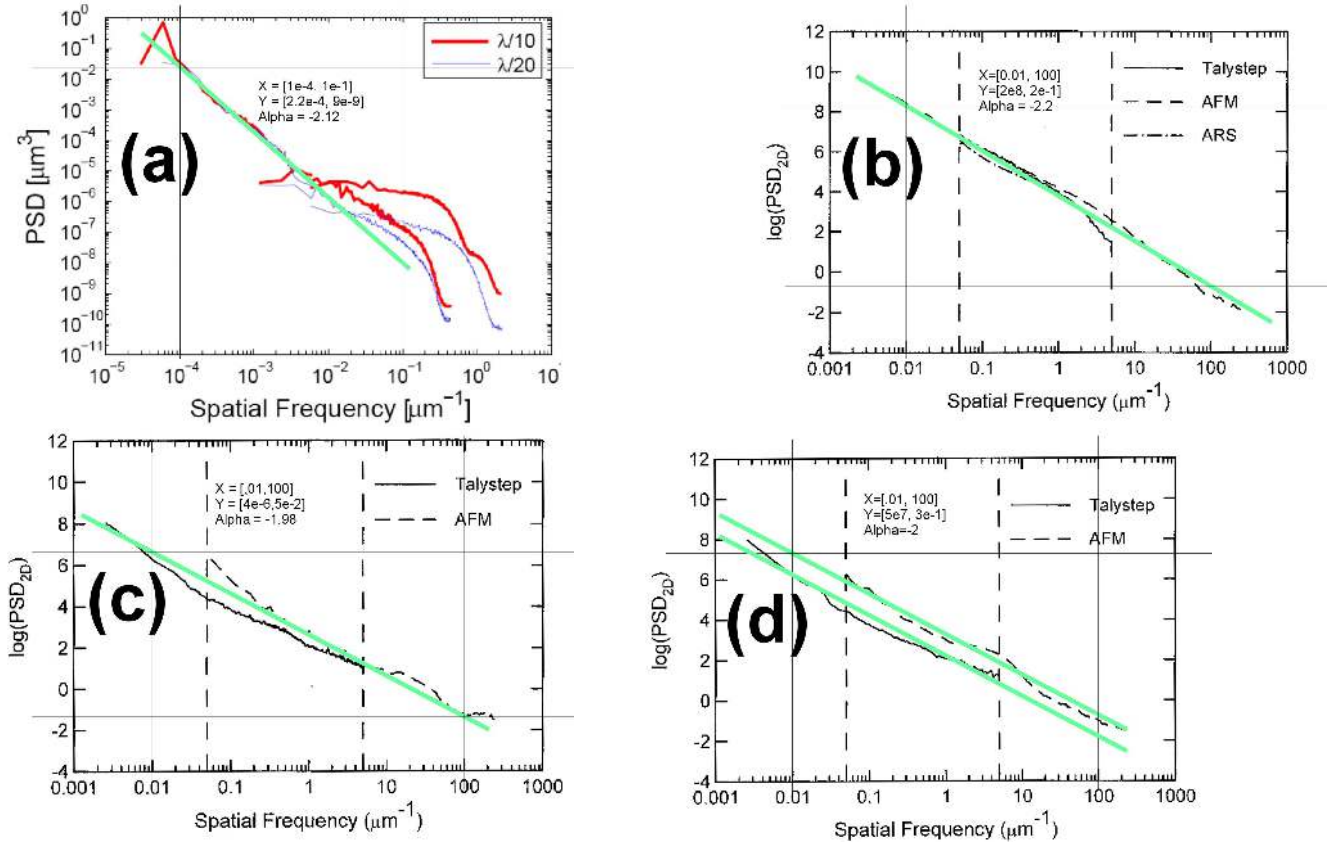 (a)
PSD [μm³]
10⁰
10⁻¹
10⁻²
10⁻³
10⁻⁴
10⁻⁵
10⁻⁶
10⁻⁷
10⁻⁸
10⁻⁹
10⁻¹⁰
10⁻¹¹
λ/10
λ/20
X = [1e-4. 1e-1]
Y = [2.2e-4, 9e-9]
Alpha = -2.12
10⁻⁵ 10⁻⁴ 10⁻³ 10⁻² 10⁻¹ 10⁰ 10
Spatial Frequency [μm⁻¹]
(b)
log(PSD2D)
12
10
8
6
4
2
0
-2
-4
X=[0.01, 100]
Y=[2e8, 2e-1]
Alpha = -2.2
Talystep
AFM
ARS
0.001 0.01 0.1 1 10 100 1000
Spatial Frequency (μm⁻¹)
(c)
log(PSD2D)
12
10
8
6
4
2
0
-2
-4
X = [.01,100]
Y = [4e-6,5e-2]
Alpha = -1.98
Talystep
AFM
0.001 0.01 0.1 1 10 100 1000
Spatial Frequency (μm⁻¹)
(d)
log(PSD2D)
12
10
8
6
4
2
0
-2
-4
X=[.01, 100]
Y=[5e7, 3e-1]
Alpha=-2
Talystep
AFM
0.001 0.01 0.1 1 10 100 1000
Spatial Frequency (μm⁻¹)